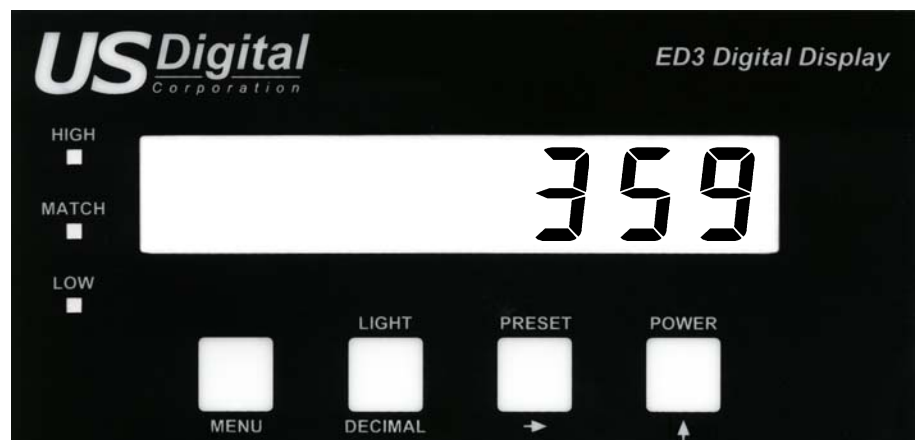 US Digital
Corporation
ED3 Digital Display
HIGH
359
MATCH
LOW
LIGHT PRESET POWER
MENU DECIMAL → ↑